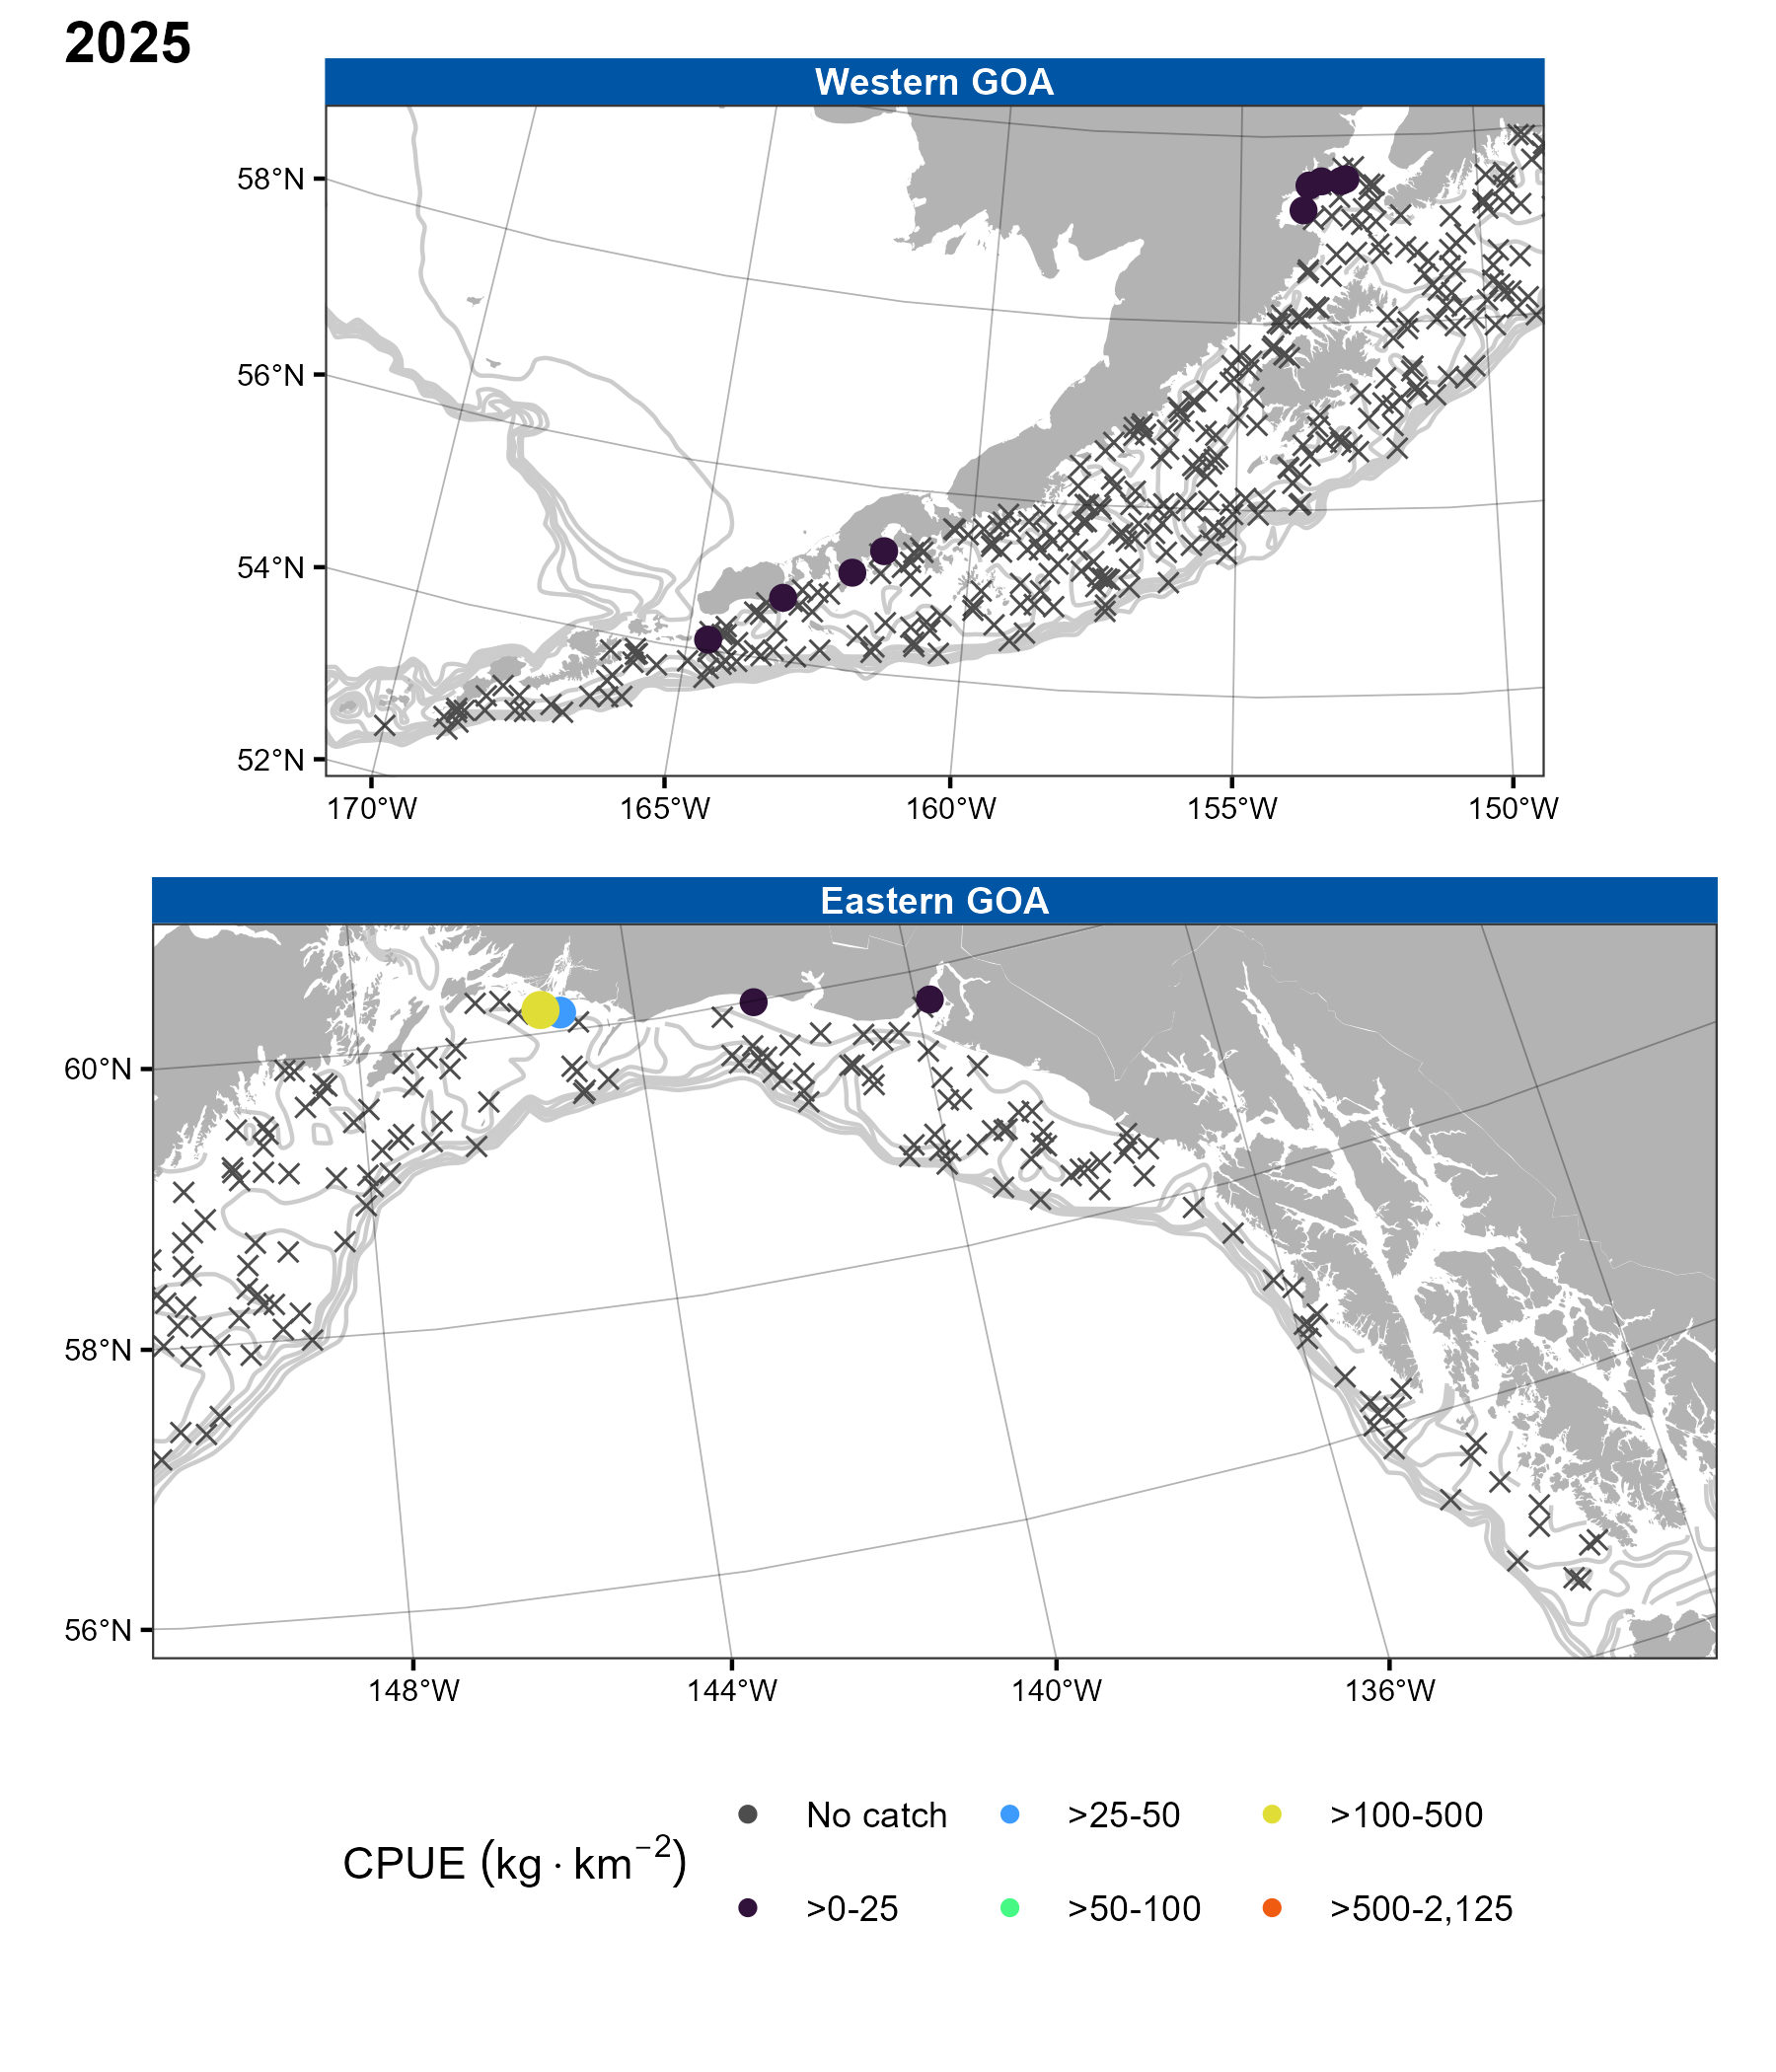 2025
Western GOA
58°N
56°N
54°N
52°N
170°W 165°W 160°W 155°W 150°W
Eastern GOA
60°N
58°N
56°N
148°W 144°W 140°W 136°W
CPUE (kg · km⁻²)
No catch >25-50 >100-500
>0-25 >50-100 >500-2,125